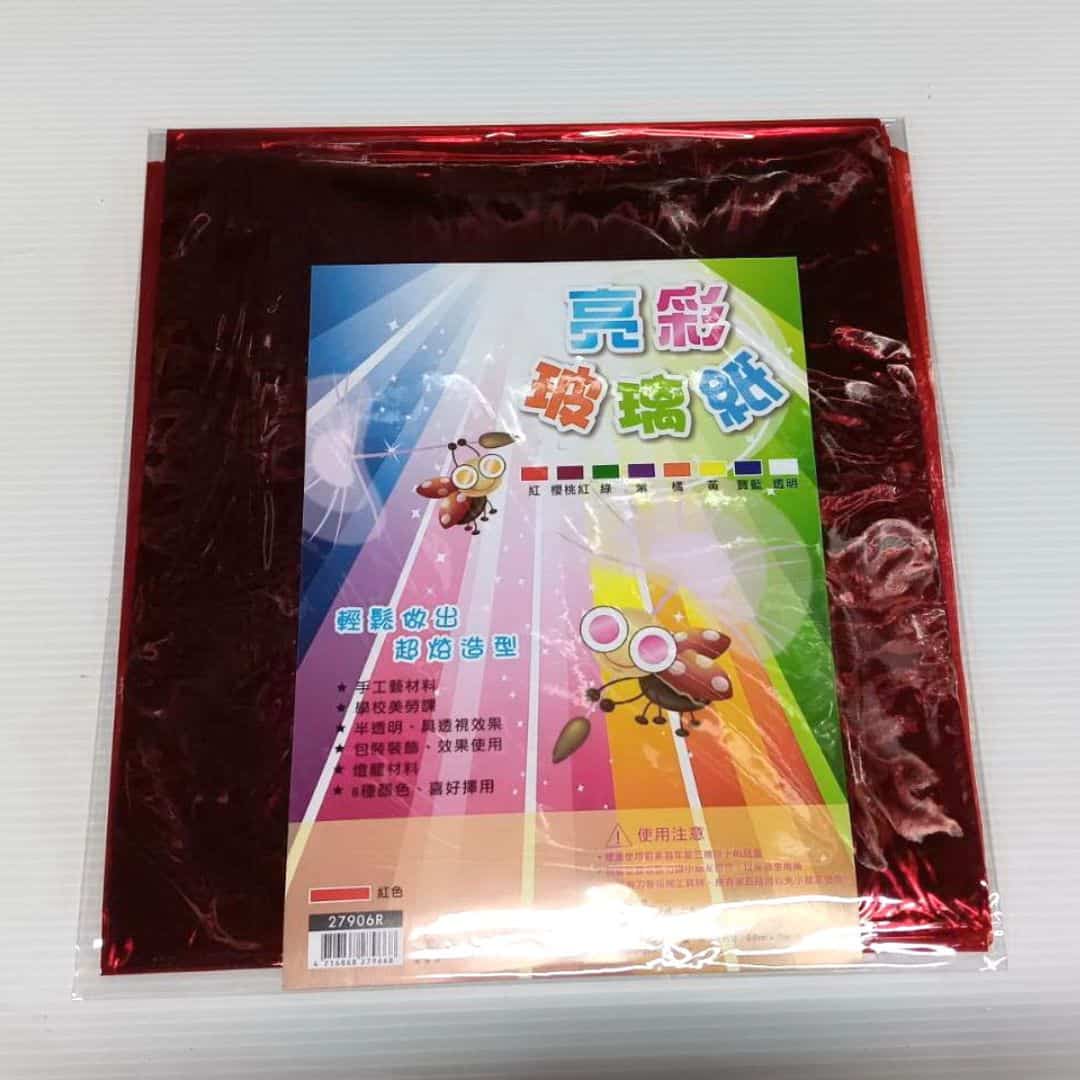 亮彩
玻璃紙
紅 櫻桃紅 綠 紫 橘 黃 寶藍 透明
輕鬆做出
超炫造型
★ 手工藝材料
★ 學校美勞課
★ 半透明、具透視效果
★ 包裝裝飾、效果使用
★ 燈籠材料
★ 8種顏色、喜好擇用
使用注意
紅色
27906R